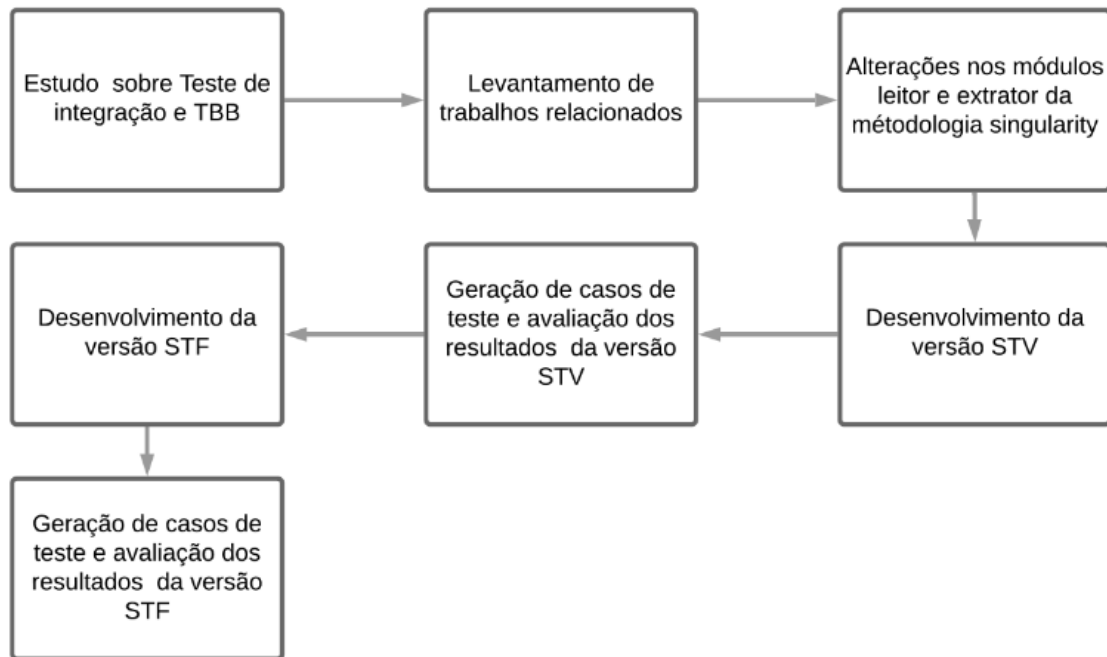 Estudo sobre Teste de
integração e TBB
Levantamento de
trabalhos relacionados
Alterações nos módulos
leitor e extrator da
métodologia singularity
Desenvolvimento da
versão STV
Geração de casos de
teste e avaliação dos
resultados da versão
STV
Desenvolvimento da
versão STF
Geração de casos de
teste e avaliação dos
resultados da versão
STF